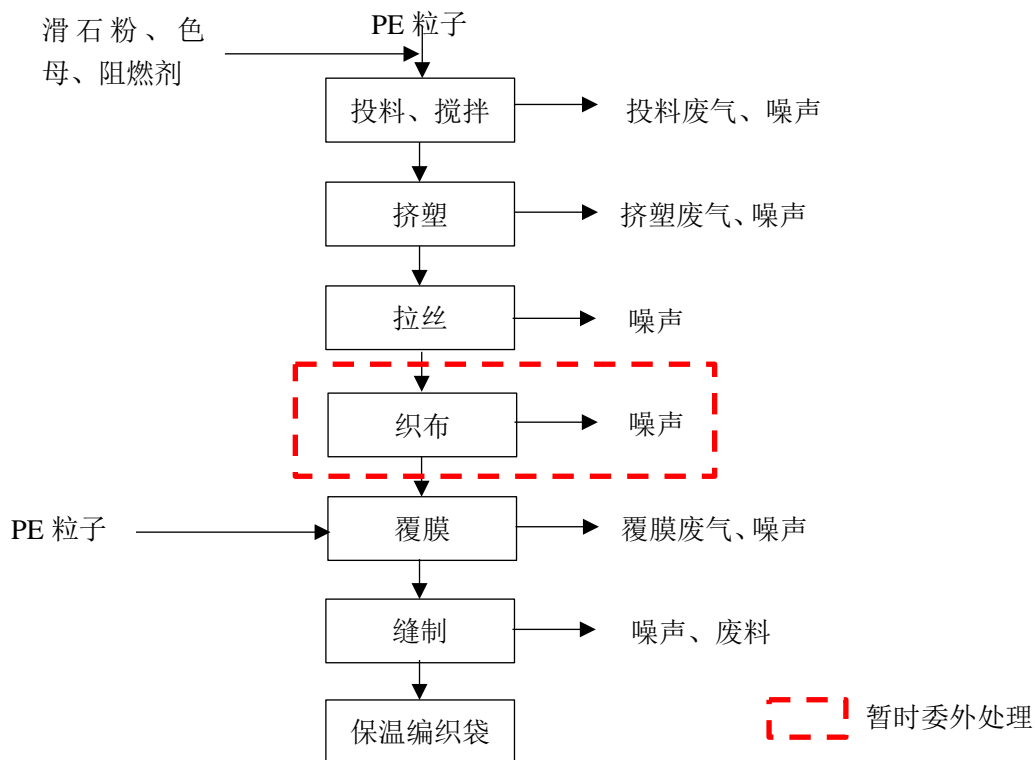 滑石粉、色
母、阻燃剂
PE 粒子
投料、搅拌
投料废气、噪声
挤塑
挤塑废气、噪声
拉丝
噪声
织布
噪声
PE 粒子
覆膜
覆膜废气、噪声
缝制
噪声、废料
保温编织袋
暂时委外处理